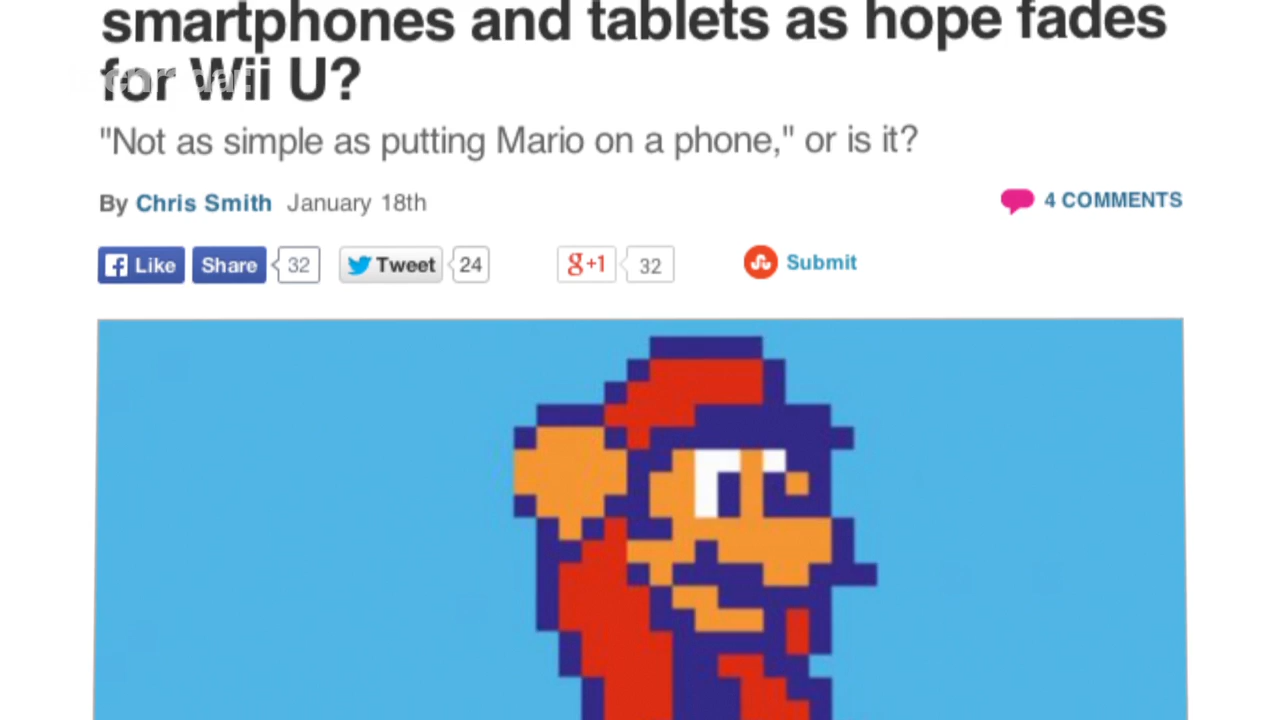 smartphones and tablets as hope fades
for Wii U?
"Not as simple as putting Mario on a phone," or is it?
By Chris Smith January 18th
4 COMMENTS
Like Share 32 Tweet 24 g+1 32 Submit